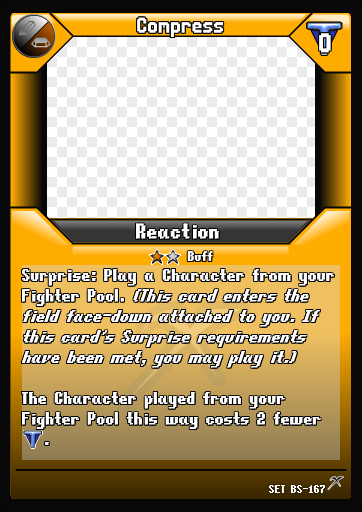 Compress
0
Reaction
Buff
Surprise: Play a Character from your
Fighter Pool. (This card enters the
field face-down attached to you. If
this card's Surprise requirements
have been met, you may play it.)
The Character played from your
Fighter Pool this way costs 2 fewer
.
SET BS-167